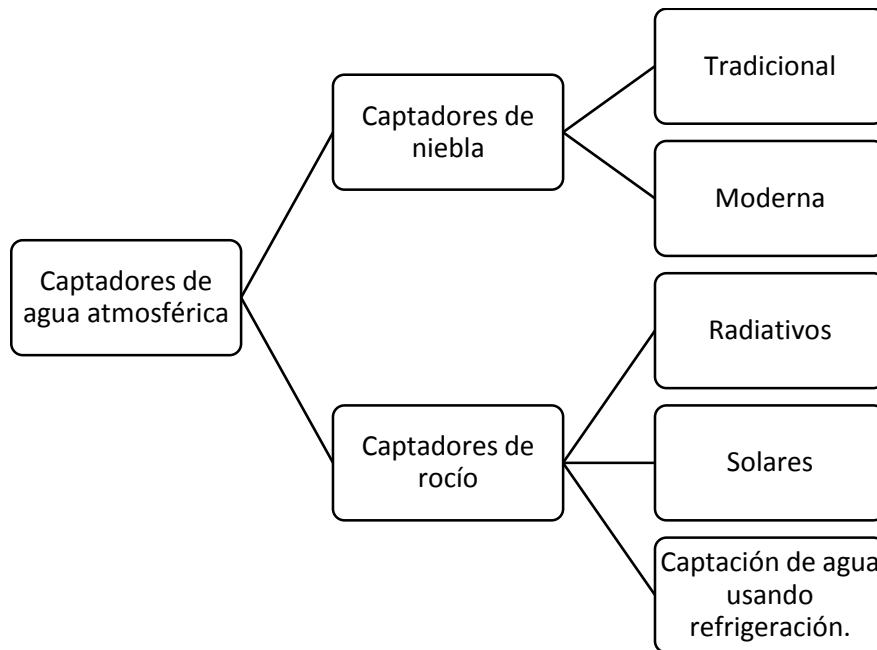 Captadores de
agua atmosférica
Captadores de
niebla
Tradicional
Moderna
Captadores de
rocío
Radiativos
Solares
Captación de agua
usando
refrigeración.